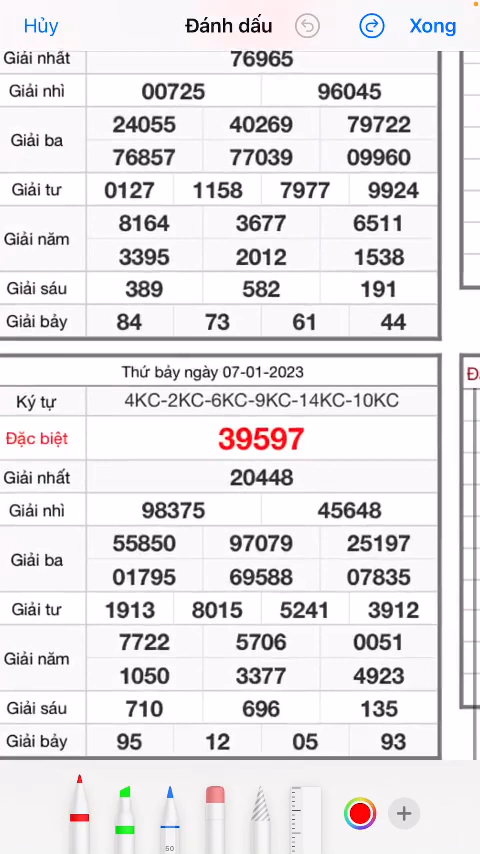 Hủy Đánh dấu Xong
Giải nhất 76965
Giải nhì 00725 96045
Giải ba 24055 40269 79722
76857 77039 09960
Giải tư 0127 1158 7977 9924
Giải năm 8164 3677 6511
3395 2012 1538
Giải sáu 389 582 191
Giải bảy 84 73 61 44
Thứ bảy ngày 07-01-2023
Ký tự 4KC-2KC-6KC-9KC-14KC-10KC
Đặc biệt 39597
Giải nhất 20448
Giải nhì 98375 45648
Giải ba 55850 97079 25197
01795 69588 07835
Giải tư 1913 8015 5241 3912
Giải năm 7722 5706 0051
1050 3377 4923
Giải sáu 710 696 135
Giải bảy 95 12 05 93
50